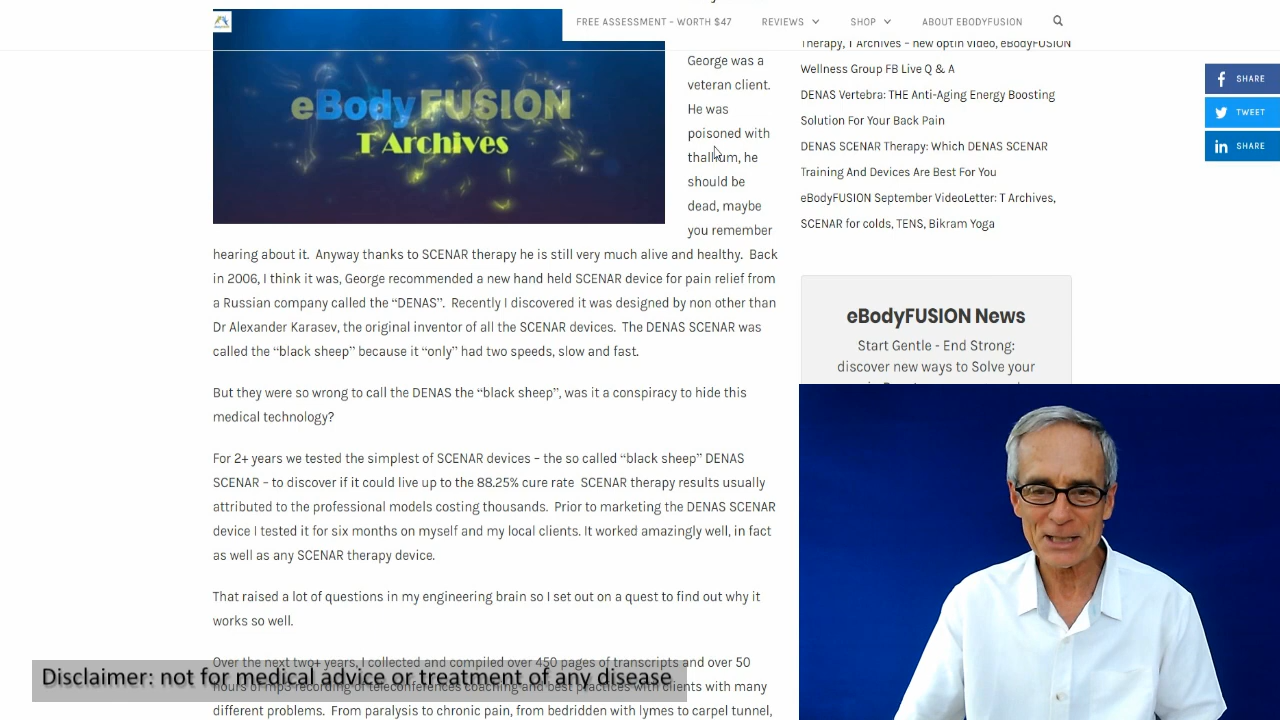 FREE ASSESSMENT – WORTH $47
REVIEWS
SHOP
ABOUT EBODYFUSION
eBodyFUSION
T Archives
George was a
veteran client.
He was
poisoned with
thallium, he
should be
dead, maybe
you remember
hearing about it. Anyway thanks to SCENAR therapy he is still very much alive and healthy. Back
in 2006, I think it was, George recommended a new hand held SCENAR device for pain relief from
a Russian company called the “DENAS”. Recently I discovered it was designed by non other than
Dr Alexander Karasev, the original inventor of all the SCENAR devices. The DENAS SCENAR was
called the “black sheep” because it “only” had two speeds, slow and fast.
But they were so wrong to call the DENAS the “black sheep”, was it a conspiracy to hide this
medical technology?
For 2+ years we tested the simplest of SCENAR devices – the so called “black sheep” DENAS
SCENAR – to discover if it could live up to the 88.25% cure rate SCENAR therapy results usually
attributed to the professional models costing thousands. Prior to marketing the DENAS SCENAR
device I tested it for six months on myself and my local clients. It worked amazingly well, in fact
as well as any SCENAR therapy device.
That raised a lot of questions in my engineering brain so I set out on a quest to find out why it
works so well.
Over the next two+ years, I collected and compiled over 450 pages of transcripts and over 50
hours of mp3 recording of teleconferences coaching and best practices with clients with many
different problems. From paralysis to chronic pain, from bedridden with lymes to carpel tunnel,
Disclaimer: not for medical advice or treatment of any disease
Therapy, T Archives – new optin video, eBodyFUSION
Wellness Group FB Live Q & A
DENAS Vertebra: THE Anti-Aging Energy Boosting
Solution For Your Back Pain
DENAS SCENAR Therapy: Which DENAS SCENAR
Training And Devices Are Best For You
eBodyFUSION September VideoLetter: T Archives,
SCENAR for colds, TENS, Bikram Yoga
eBodyFUSION News
Start Gentle - End Strong:
discover new ways to Solve your
SHARE
TWEET
SHARE